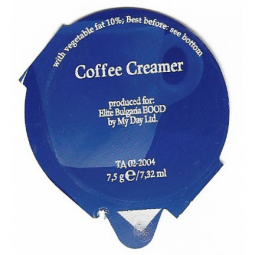 with vegetable fat 10%; Best before: see bottom
Coffee Creamer
produced for:
Elite Bulgaria EOOD
by My Day Ltd.
TA 02-2004
7,5 g℮/7,32 ml